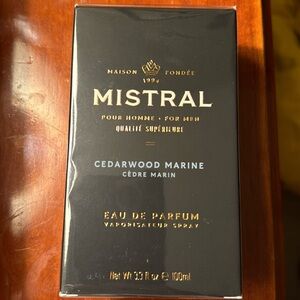 MAISON FONDÉE
1994
MISTRAL
POUR HOMME • FOR MEN
QUALITÉ SUPÉRIEURE
CEDARWOOD MARINE
CÈDRE MARIN
EAU DE PARFUM
VAPORISATEUR SPRAY
Net Wt 3.3 fl oz ℮ 100ml